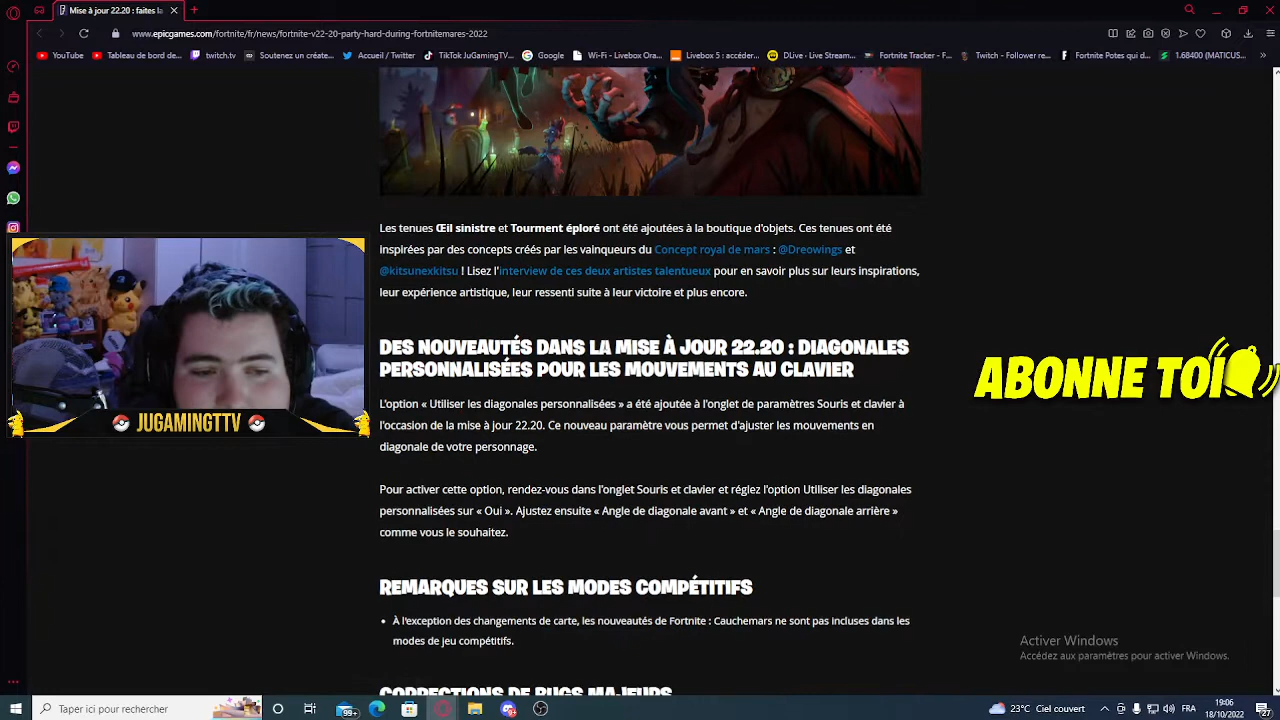 Mise à jour 22.20 : faites la
www.epicgames.com/fortnite/fr/news/fortnite-v22-20-party-hard-during-fortnitemares-2022
YouTube
Tableau de bord de...
twitch.tv
Soutenez un créate...
Accueil / Twitter
TikTok JuGamingTV...
Google
Wi-Fi - Livebox Ora...
Livebox 5 : accéder...
DLive · Live Stream...
Fortnite Tracker - F...
Twitch - Follower re...
Fortnite Potes qui d...
1.68400 (MATICUS...
Les tenues Œil sinistre et Tourment éploré ont été ajoutées à la boutique d'objets. Ces tenues ont été
inspirées par des concepts créés par les vainqueurs du Concept royal de mars : @Dreowings et
@kitsunexkitsu ! Lisez l'interview de ces deux artistes talentueux pour en savoir plus sur leurs inspirations,
leur expérience artistique, leur ressenti suite à leur victoire et plus encore.
DES NOUVEAUTÉS DANS LA MISE À JOUR 22.20 : DIAGONALES
PERSONNALISÉES POUR LES MOUVEMENTS AU CLAVIER
L'option « Utiliser les diagonales personnalisées » a été ajoutée à l'onglet de paramètres Souris et clavier à
l'occasion de la mise à jour 22.20. Ce nouveau paramètre vous permet d'ajuster les mouvements en
diagonale de votre personnage.
Pour activer cette option, rendez-vous dans l'onglet Souris et clavier et réglez l'option Utiliser les diagonales
personnalisées sur « Oui ». Ajustez ensuite « Angle de diagonale avant » et « Angle de diagonale arrière »
comme vous le souhaitez.
REMARQUES SUR LES MODES COMPÉTITIFS
• À l'exception des changements de carte, les nouveautés de Fortnite : Cauchemars ne sont pas incluses dans les
modes de jeu compétitifs.
CORRECTIONS DE BUGS MAJEURS
JUGAMINGTTV
ABONNE TOI
Activer Windows
Accédez aux paramètres pour activer Windows.
Taper ici pour rechercher
99+
23°C Ciel couvert
FRA
19:06
18/10/2022
27